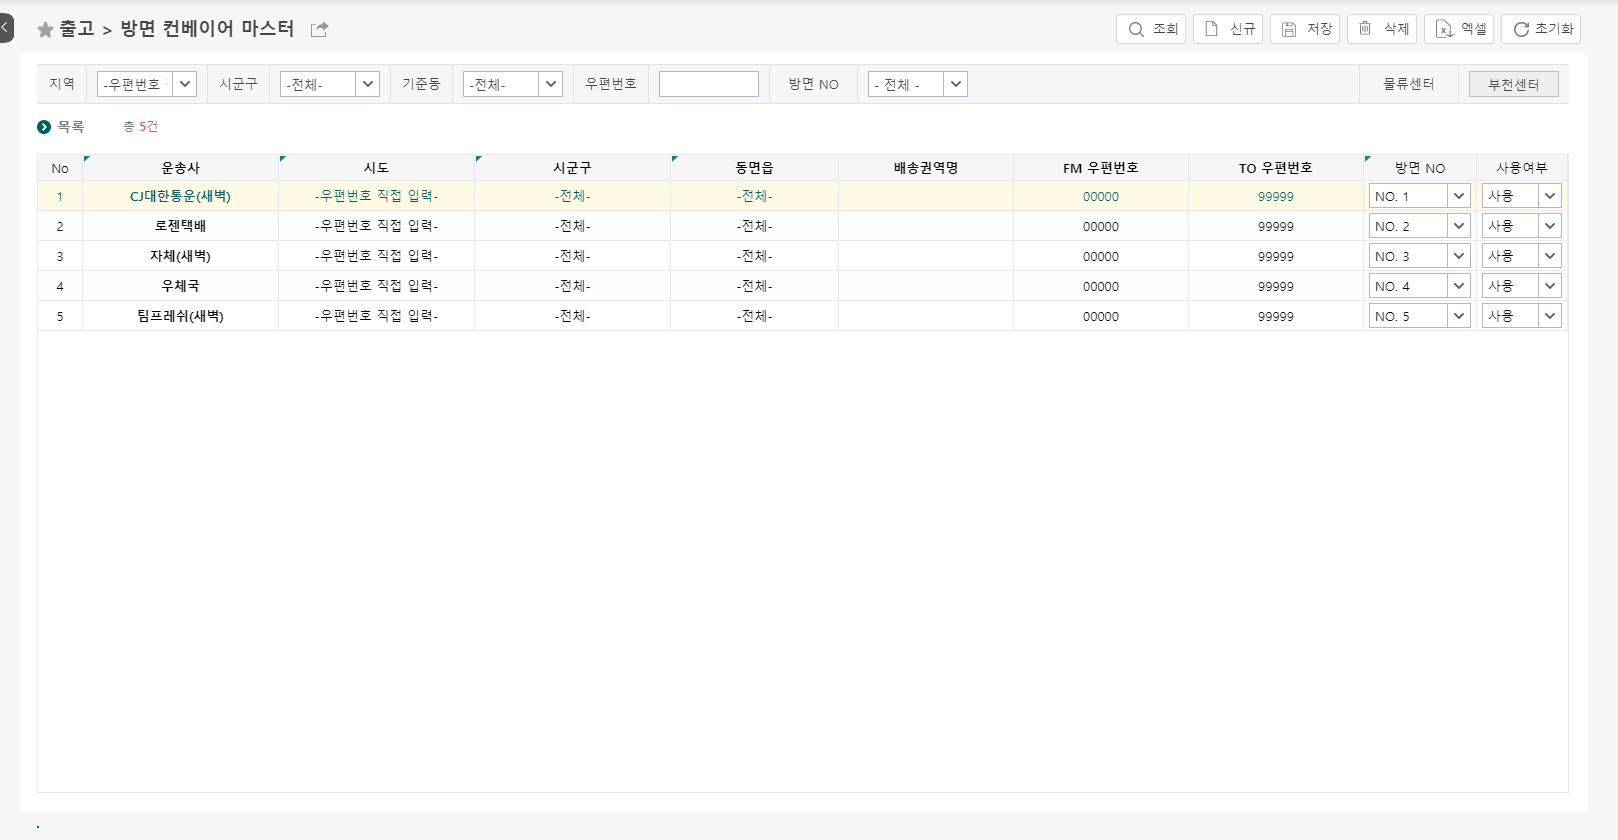 출고 > 방면 컨베이어 마스터
조회 신규 저장 삭제 엑셀 초기화
지역 -우편번호 시군구 -전체- 기준동 -전체- 우편번호 방면 NO - 전체 - 물류센터 부천센터
목록 총 5건
No 운송사 시도 시군구 동면읍 배송권역명 FM 우편번호 TO 우편번호 방면 NO 사용여부
1 CJ대한통운(새벽) -우편번호 직접 입력- -전체- -전체- 00000 99999 NO. 1 사용
2 로젠택배 -우편번호 직접 입력- -전체- -전체- 00000 99999 NO. 2 사용
3 자체(새벽) -우편번호 직접 입력- -전체- -전체- 00000 99999 NO. 3 사용
4 우체국 -우편번호 직접 입력- -전체- -전체- 00000 99999 NO. 4 사용
5 팀프레쉬(새벽) -우편번호 직접 입력- -전체- -전체- 00000 99999 NO. 5 사용